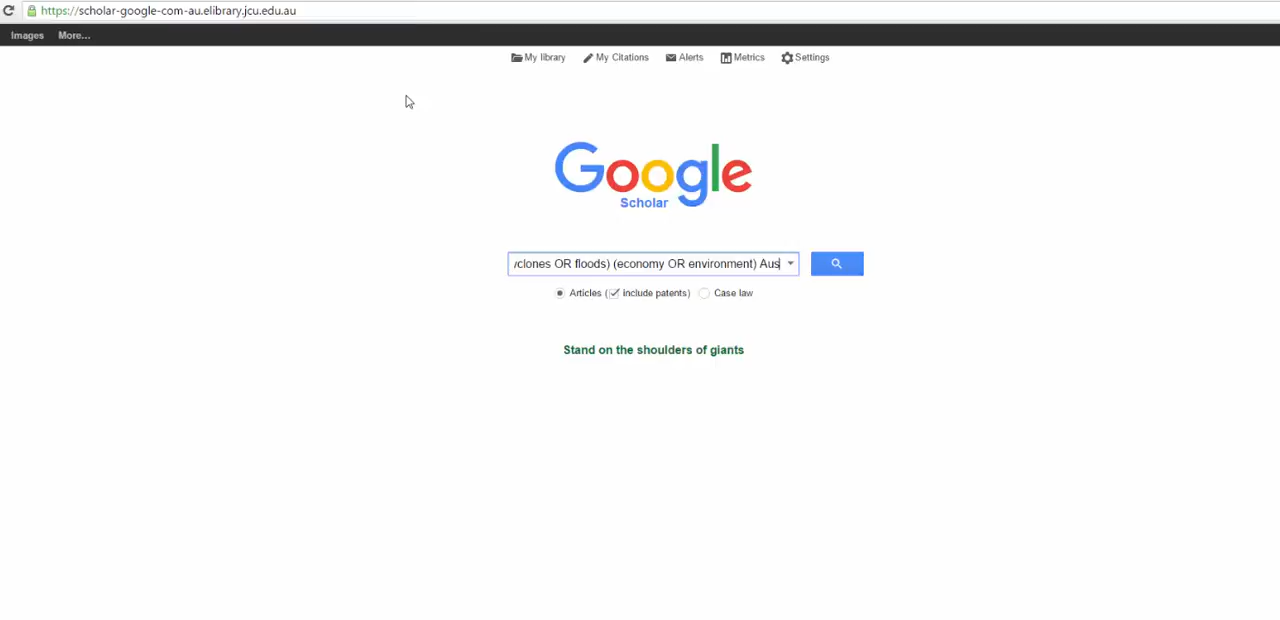 https://scholar-google-com-au.elibrary.jcu.edu.au
Images More...
My library My Citations Alerts Metrics Settings
Google
Scholar
yclones OR floods) (economy OR environment) Aus
Articles (include patents) Case law
Stand on the shoulders of giants